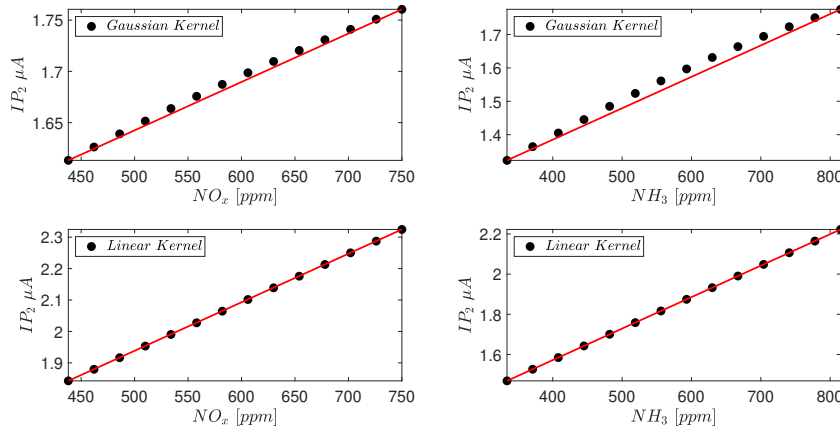 1.75
1.7
1.65
IP₂ μA
Gaussian Kernel
450 500 550 600 650 700 750
NOₓ [ppm]
1.7
1.6
1.5
1.4
IP₂ μA
Gaussian Kernel
400 500 600 700 800
NH₃ [ppm]
2.3
2.2
2.1
2
1.9
IP₂ μA
Linear Kernel
450 500 550 600 650 700 750
NOₓ [ppm]
2.2
2
1.8
1.6
IP₂ μA
Linear Kernel
400 500 600 700 800
NH₃ [ppm]